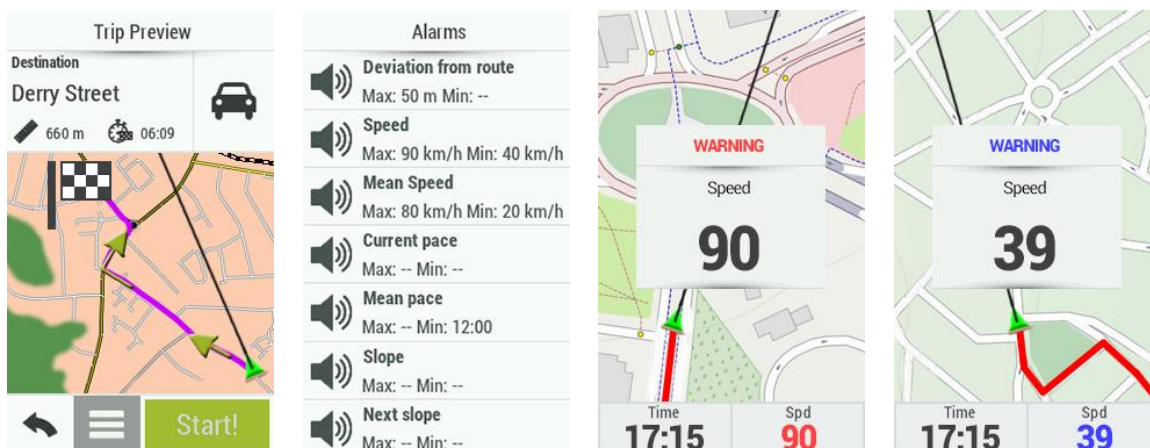 Trip Preview
Destination
Derry Street
660 m 06:09
Start!
Alarms
Deviation from route
Max: 50 m Min: --
Speed
Max: 90 km/h Min: 40 km/h
Mean Speed
Max: 80 km/h Min: 20 km/h
Current pace
Max: -- Min: --
Mean pace
Max: -- Min: 12:00
Slope
Max: -- Min: --
Next slope
Max: -- Min: --
WARNING
Speed
90
Time Spd
17:15 90
WARNING
Speed
39
Time Spd
17:15 39